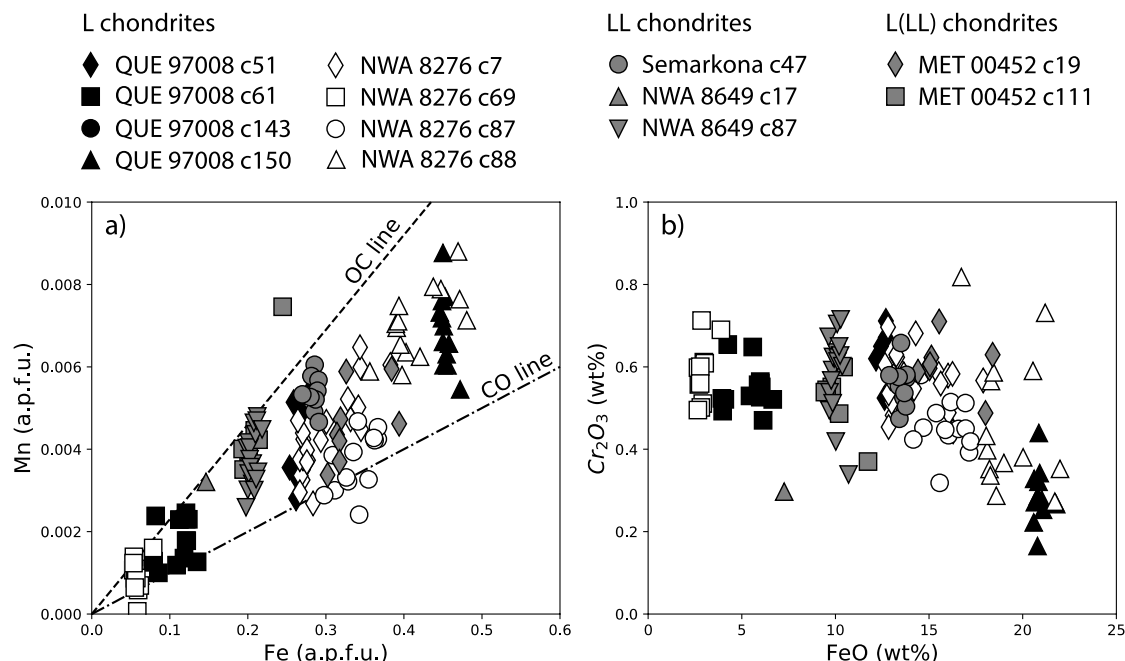 L chondrites
QUE 97008 c51
QUE 97008 c61
QUE 97008 c143
QUE 97008 c150
NWA 8276 c7
NWA 8276 c69
NWA 8276 c87
NWA 8276 c88
LL chondrites
Semarkona c47
NWA 8649 c17
NWA 8649 c87
L(LL) chondrites
MET 00452 c19
MET 00452 c111
a)
OC line
CO line
Mn (a.p.f.u.)
0.010
0.008
0.006
0.004
0.002
0.000
0.0 0.1 0.2 0.3 0.4 0.5 0.6
Fe (a.p.f.u.)
b)
Cr₂O₃ (wt%)
1.0
0.8
0.6
0.4
0.2
0.0
0 5 10 15 20 25
FeO (wt%)